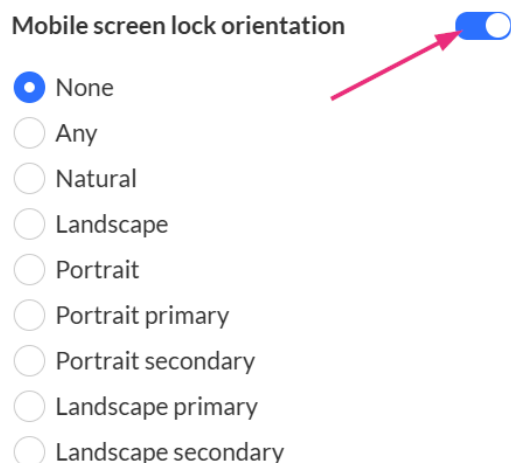 Mobile screen lock orientation
None
Any
Natural
Landscape
Portrait
Portrait primary
Portrait secondary
Landscape primary
Landscape secondary